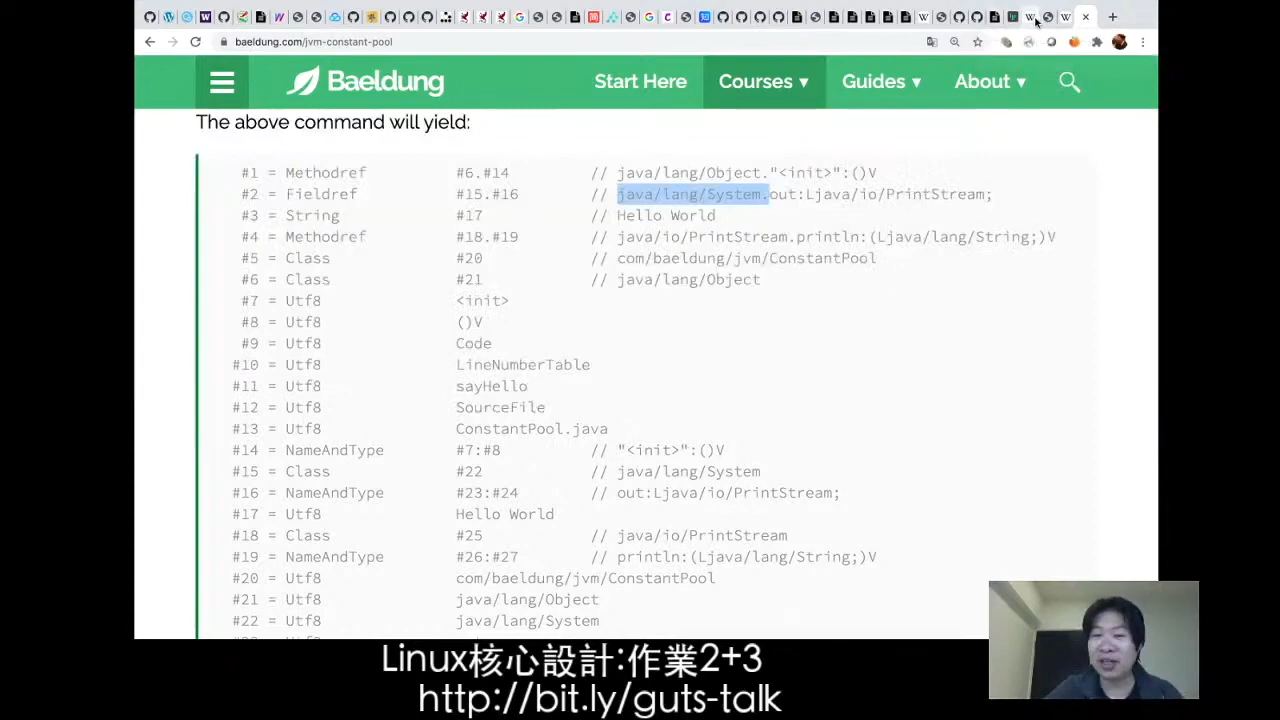 baeldung.com/jvm-constant-pool
Baeldung
Start Here
Courses ▾
Guides ▾
About ▾
The above command will yield:
#1 = Methodref #6.#14 // java/lang/Object."<init>":()V
#2 = Fieldref #15.#16 // java/lang/System.out:Ljava/io/PrintStream;
#3 = String #17 // Hello World
#4 = Methodref #18.#19 // java/io/PrintStream.println:(Ljava/lang/String;)V
#5 = Class #20 // com/baeldung/jvm/ConstantPool
#6 = Class #21 // java/lang/Object
#7 = Utf8 <init>
#8 = Utf8 ()V
#9 = Utf8 Code
#10 = Utf8 LineNumberTable
#11 = Utf8 sayHello
#12 = Utf8 SourceFile
#13 = Utf8 ConstantPool.java
#14 = NameAndType #7:#8 // "<init>":()V
#15 = Class #22 // java/lang/System
#16 = NameAndType #23:#24 // out:Ljava/io/PrintStream;
#17 = Utf8 Hello World
#18 = Class #25 // java/io/PrintStream
#19 = NameAndType #26:#27 // println:(Ljava/lang/String;)V
#20 = Utf8 com/baeldung/jvm/ConstantPool
#21 = Utf8 java/lang/Object
#22 = Utf8 java/lang/System
Linux核心設計:作業2+3
http://bit.ly/guts-talk